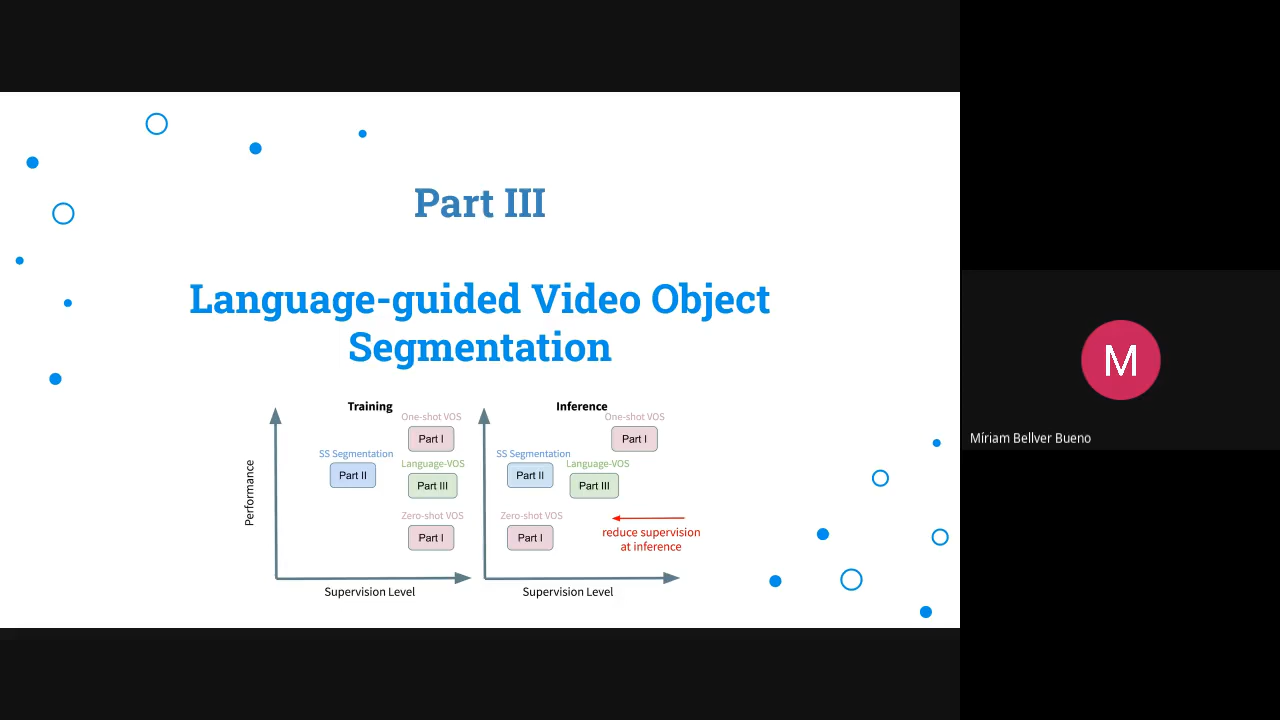 Part III
Language-guided Video Object
Segmentation
Training
One-shot VOS
Part I
SS Segmentation
Part II
Language-VOS
Part III
Zero-shot VOS
Part I
Performance
Supervision Level
Inference
One-shot VOS
Part I
SS Segmentation
Part II
Language-VOS
Part III
Zero-shot VOS
Part I
reduce supervision
at inference
Supervision Level
M
Míriam Bellver Bueno